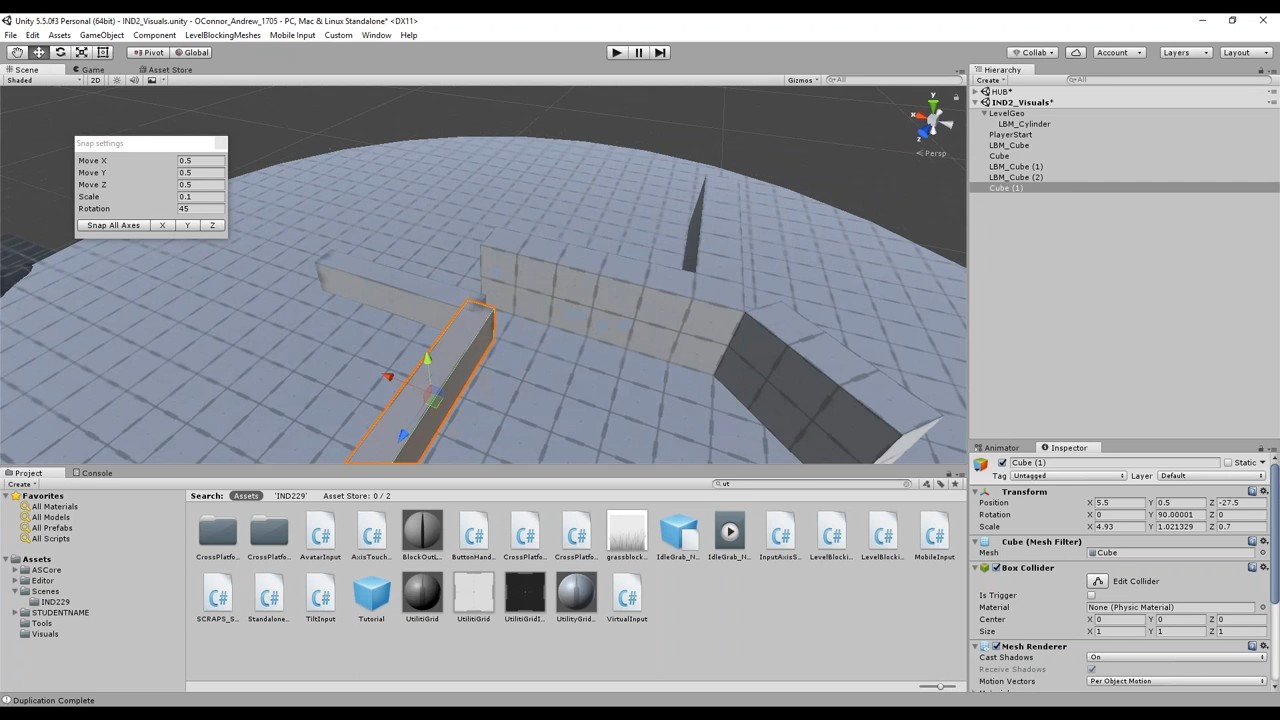 Unity 5.5.0f3 Personal (64bit) - IND2_Visuals.unity - OConnor_Andrew_1705 - PC, Mac & Linux Standalone* <DX11>
File Edit Assets GameObject Component LevelBlockingMeshes Mobile Input Custom Window Help
Pivot Global Collab Account Layers Layout
Scene Game Asset Store Hierarchy
Shaded 2D Gizmos All Create All
HUB*
IND2_Visuals*
LevelGeo
LBM_Cylinder
PlayerStart
LBM_Cube
Cube
LBM_Cube (1)
LBM_Cube (2)
Cube (1)
y
x
z
Persp
Snap settings
Move X 0.5
Move Y 0.5
Move Z 0.5
Scale 0.1
Rotation 45
Snap All Axes X Y Z
Animator Inspector
Cube (1) Static
Tag Untagged Layer Default
Transform
Position X 5.5 Y 0.5 Z -27.5
Rotation X 0 Y 90.00001 Z 0
Scale X 4.93 Y 1.021329 Z 0.7
Cube (Mesh Filter)
Mesh Cube
Box Collider
Edit Collider
Is Trigger
Material None (Physic Material)
Center X 0 Y 0 Z 0
Size X 1 Y 1 Z 1
Mesh Renderer
Cast Shadows On
Receive Shadows
Motion Vectors Per Object Motion
Project Console
Create ut
Favorites
All Materials
All Models
All Prefabs
All Scripts
Assets
ASCore
Editor
Scenes
IND229
STUDENTNAME
Tools
Visuals
Search: Assets 'IND229' Asset Store: 0 / 2
CrossPlatfo... CrossPlatfo... AvatarInput AxisTouch... BlockOutL... ButtonHand... CrossPlatfo... CrossPlatfo... grassblock... IdleGrab_N... IdleGrab_N... InputAxisS... LevelBlocki... LevelBlocki... MobileInput
SCRAPS_S... Standalone... TiltInput Tutorial UtilitiGrid UtilitiGrid UtilitiGridI... UtilityGrid... VirtualInput
Duplication Complete